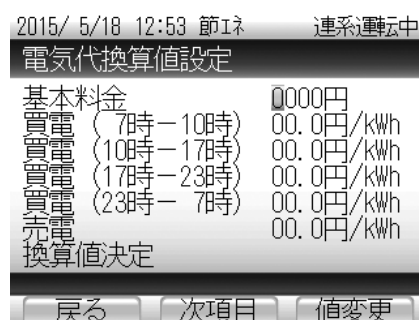 2015/ 5/18 12:53 節エネ 連系運転中
電気代換算値設定
基本料金 0000円
買電 ( 7時－10時) 00.0円/kWh
買電 (10時－17時) 00.0円/kWh
買電 (17時－23時) 00.0円/kWh
買電 (23時－ 7時) 00.0円/kWh
売電 00.0円/kWh
換算値決定
戻る 次項目 値変更